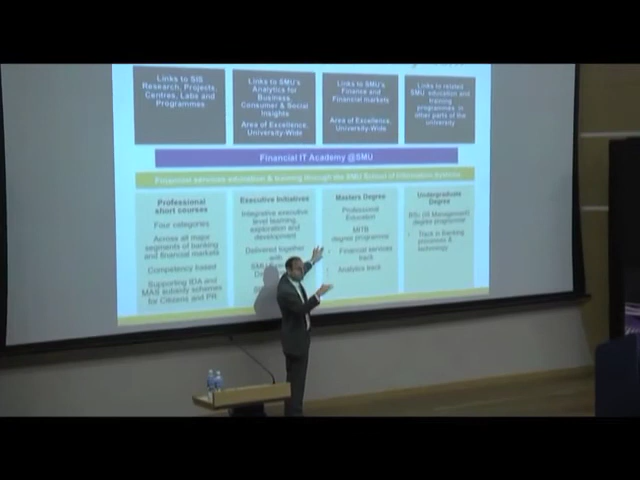 Links to SIS
Research, Projects,
Centres, Labs and
Programmes
Links to SMU's
Analytics for
Business,
Consumer & Social
Insights
Area of Excellence,
University-Wide
Links to SMU's
Finance and
Financial markets
Area of Excellence,
University-Wide
Links to related
SMU education and
training
programmes in
other parts of the
university
Financial IT Academy @SMU
Financial services education & training through the SMU School of Information Systems
Professional
short courses
Four categories
Across all major
segments of banking
and financial markets
Competency based
Supporting IDA and
MAS subsidy schemes
for Citizens and PR
Executive Initiatives
Integrative executive
level learning,
exploration and
development
Delivered together
with
SMU
Masters Degree
Professional
Education
MITB
degree programme
Financial services
track
Analytics track
Undergraduate
Degree
BSc (IS Management)
degree programme
Track in banking
processes &
technology